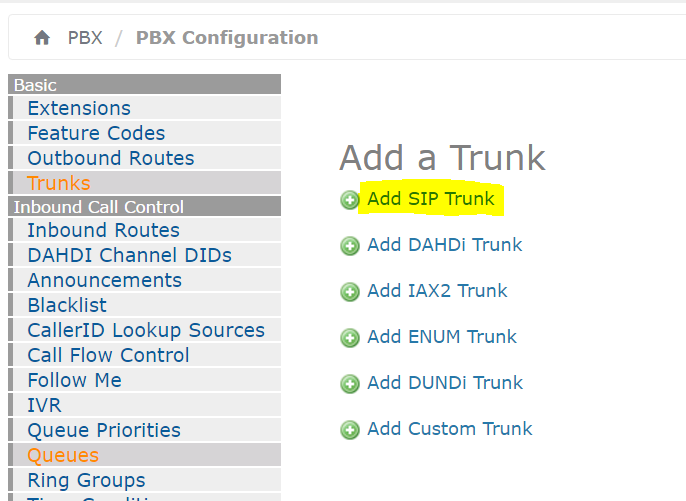 PBX / PBX Configuration
Basic
Extensions
Feature Codes
Outbound Routes
Trunks
Inbound Call Control
Inbound Routes
DAHDI Channel DIDs
Announcements
Blacklist
CallerID Lookup Sources
Call Flow Control
Follow Me
IVR
Queue Priorities
Queues
Ring Groups
Add a Trunk
Add SIP Trunk
Add DAHDi Trunk
Add IAX2 Trunk
Add ENUM Trunk
Add DUNDi Trunk
Add Custom Trunk